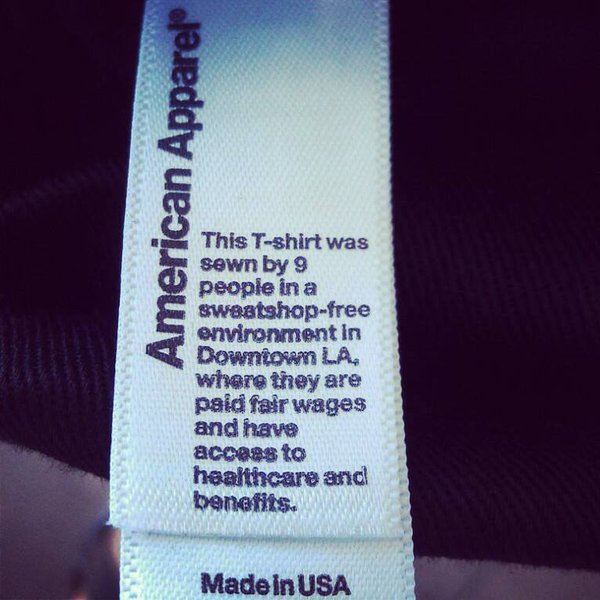 American Apparel®
This T-shirt was
sewn by 9
people in a
sweatshop-free
environment in
Downtown LA,
where they are
paid fair wages
and have
access to
healthcare and
benefits.
Made in USA